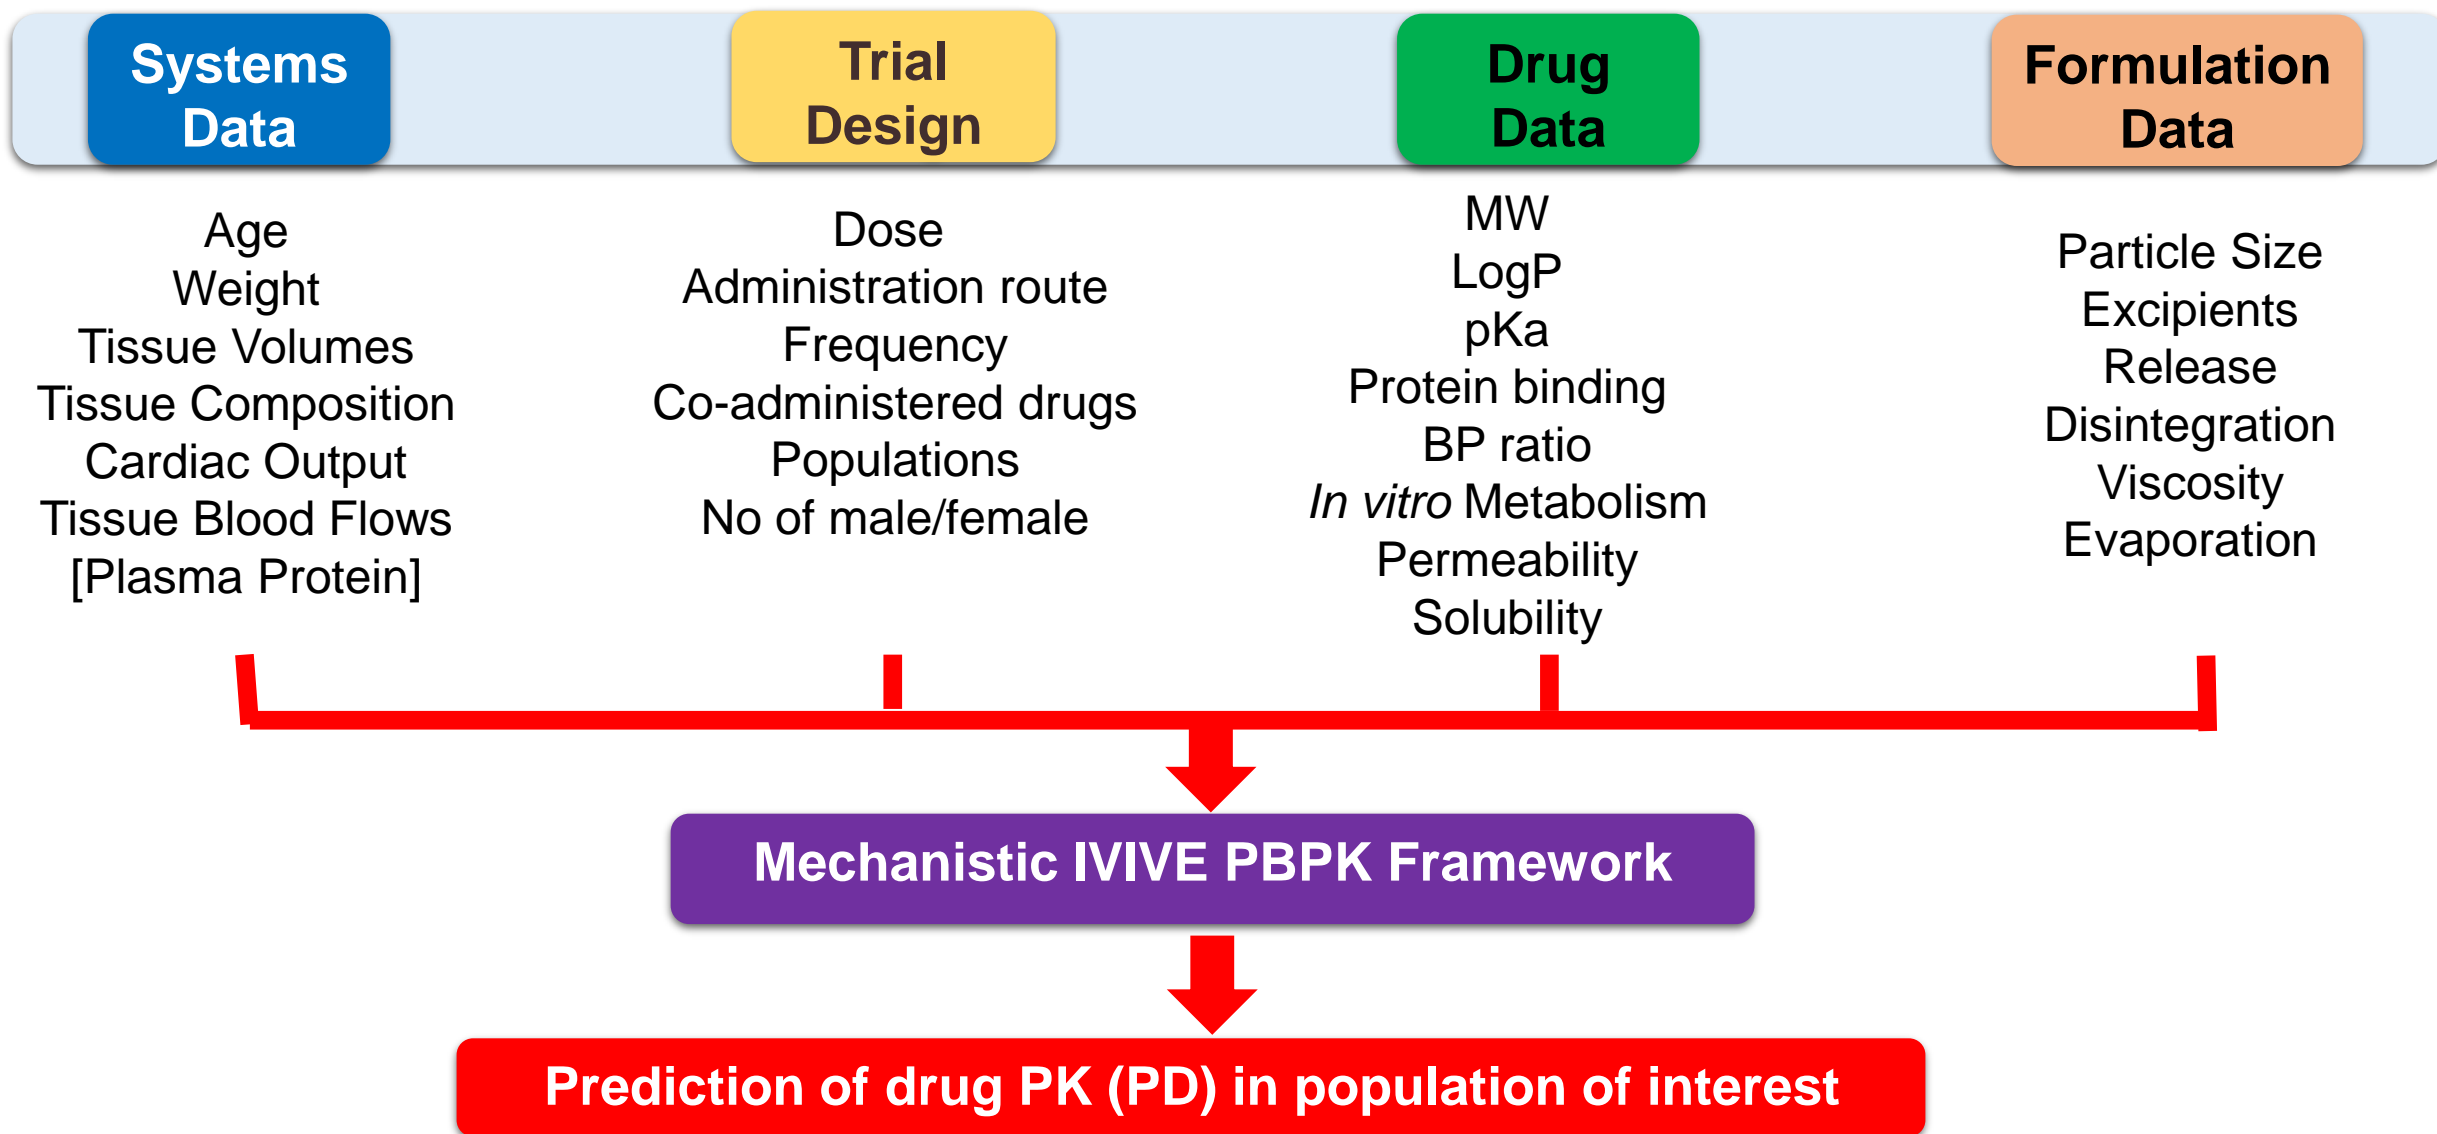 Systems
Data
Trial
Design
Drug
Data
Formulation
Data
Age
Weight
Tissue Volumes
Tissue Composition
Cardiac Output
Tissue Blood Flows
[Plasma Protein]
Dose
Administration route
Frequency
Co-administered drugs
Populations
No of male/female
MW
LogP
pKa
Protein binding
BP ratio
In vitro Metabolism
Permeability
Solubility
Particle Size
Excipients
Release
Disintegration
Viscosity
Evaporation
Mechanistic IVIVE PBPK Framework
Prediction of drug PK (PD) in population of interest